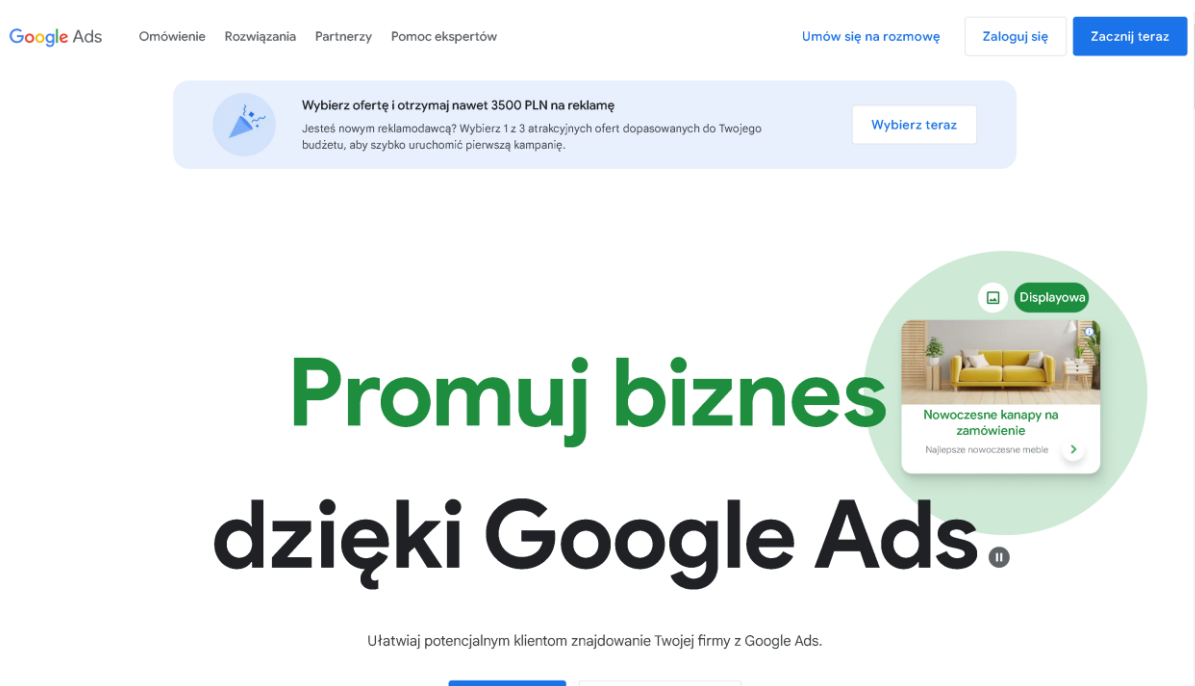 Google Ads
Omówienie
Rozwiązania
Partnerzy
Pomoc ekspertów
Umów się na rozmowę
Zaloguj się
Zacznij teraz
Wybierz ofertę i otrzymaj nawet 3500 PLN na reklamę
Jesteś nowym reklamodawcą? Wybierz 1 z 3 atrakcyjnych ofert dopasowanych do Twojego
budżetu, aby szybko uruchomić pierwszą kampanię.
Wybierz teraz
Displayowa
Nowoczesne kanapy na
zamówienie
Najlepsze nowoczesne meble
Promuj biznes
dzięki Google Ads
Ułatwiaj potencjalnym klientom znajdowanie Twojej firmy z Google Ads.